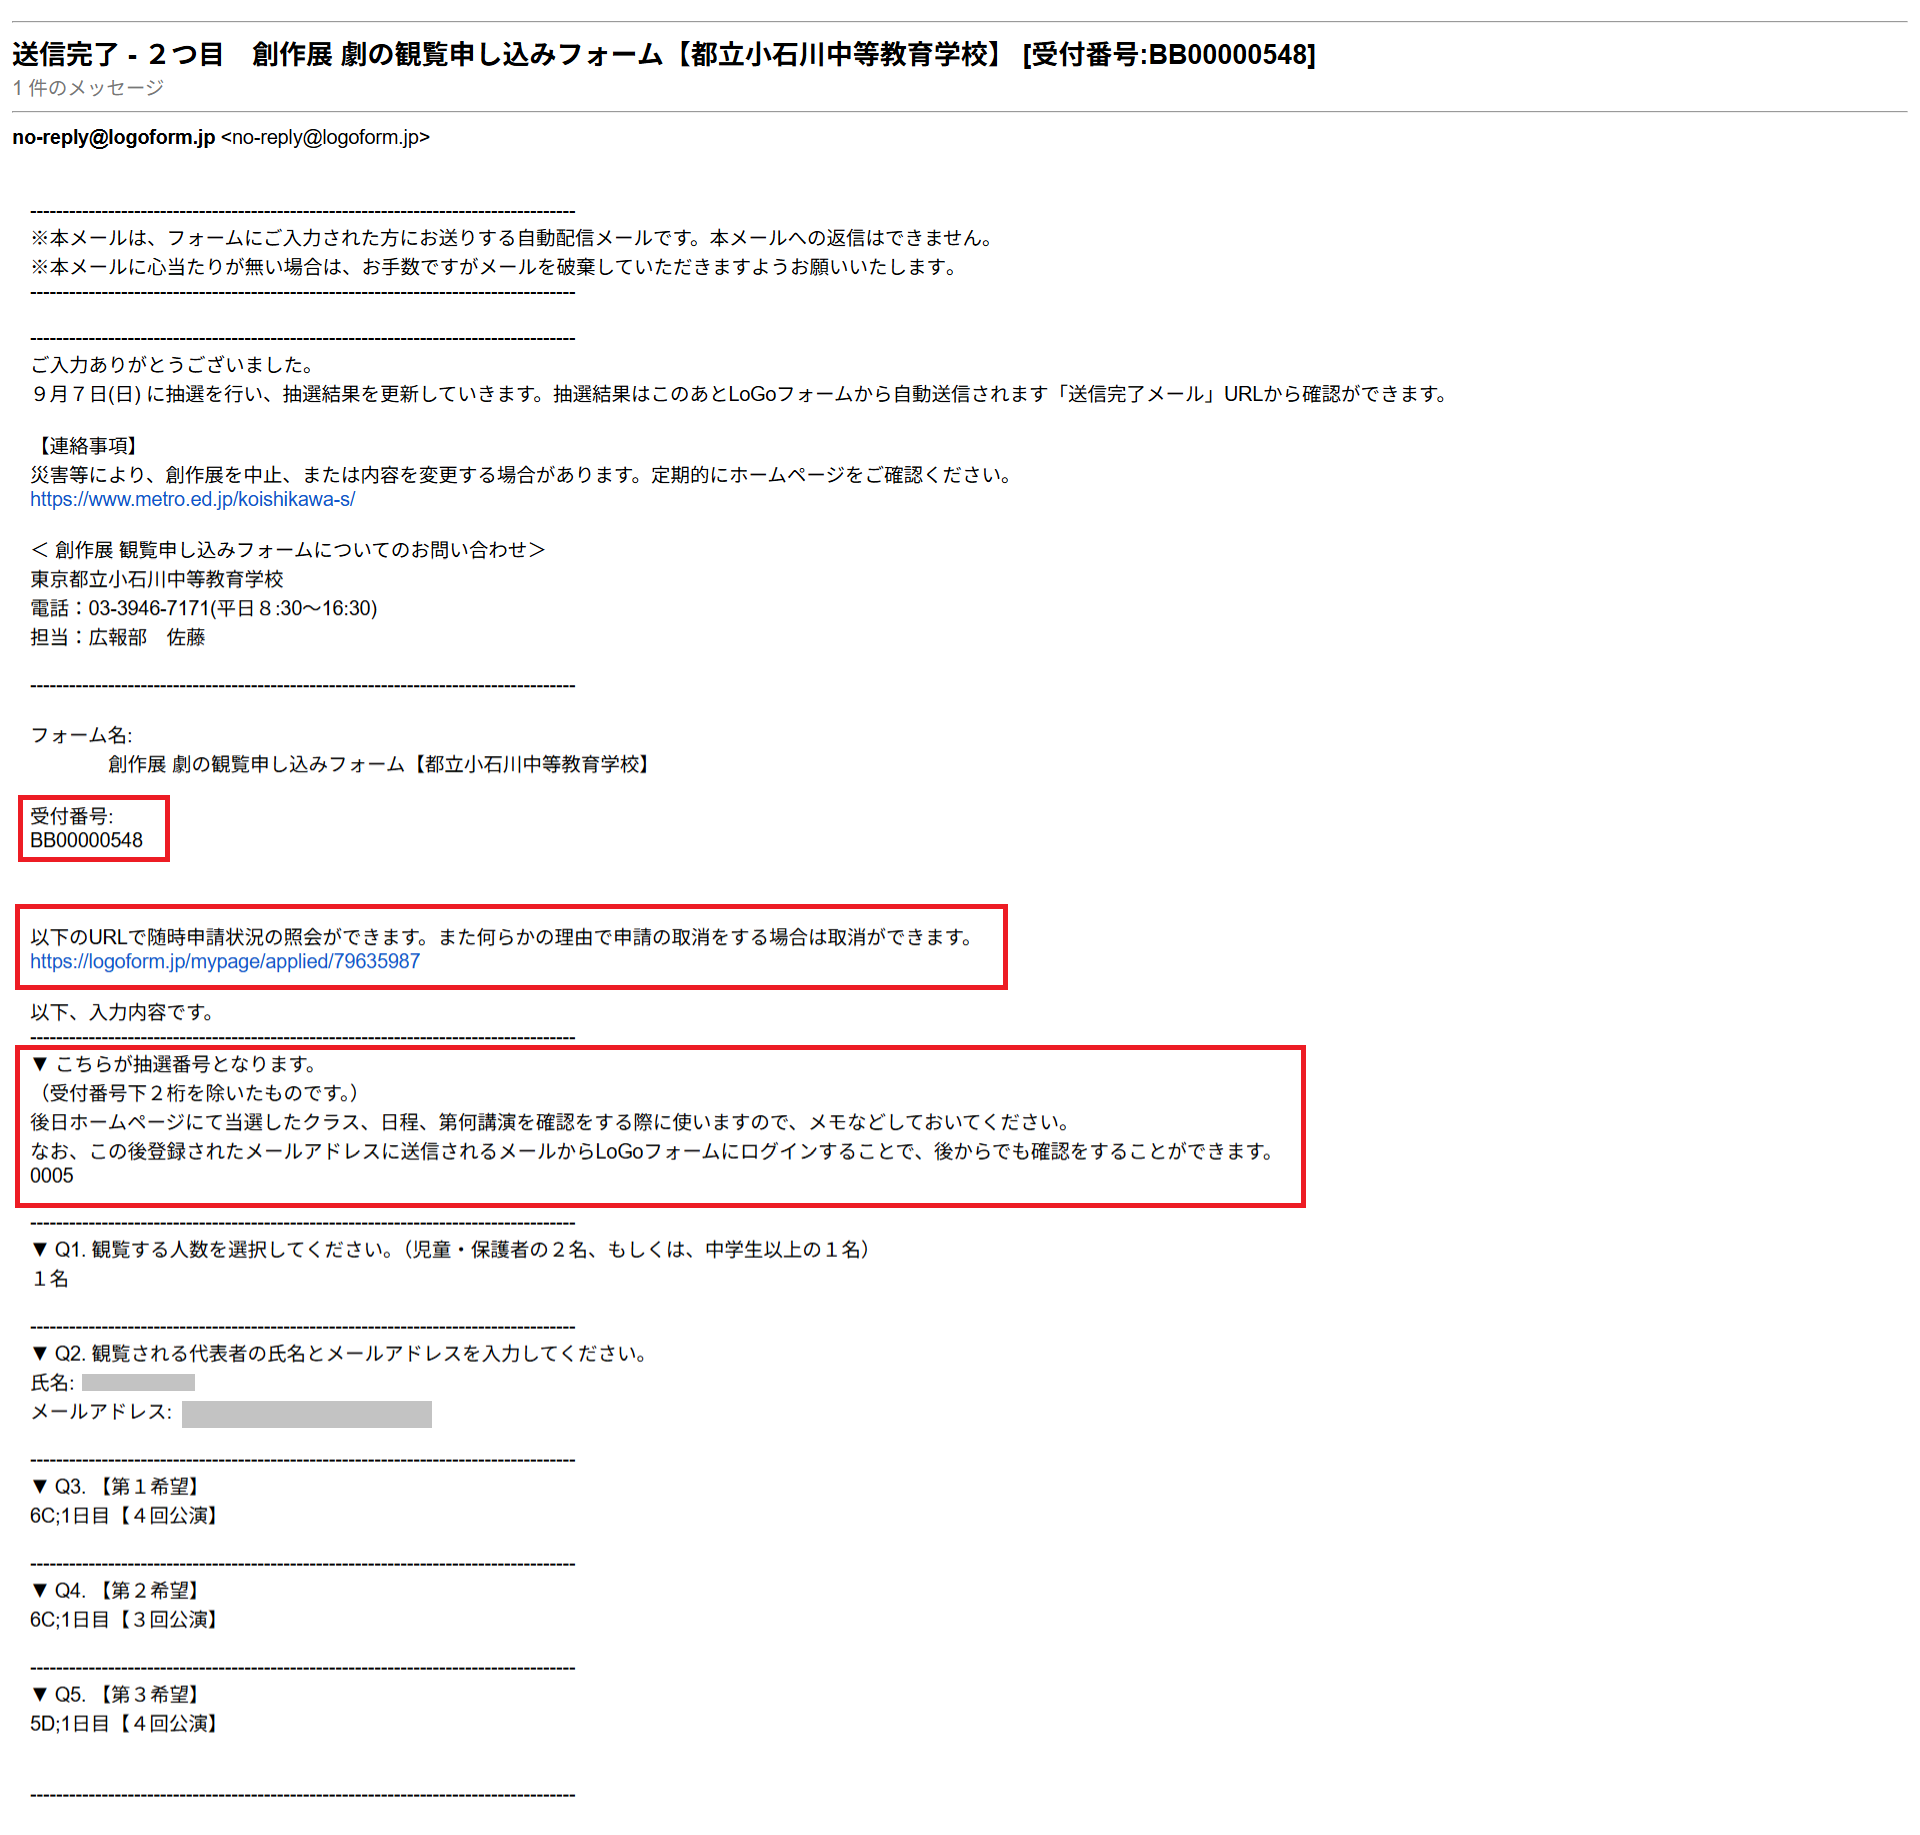 送信完了 - ２つ目　創作展 劇の観覧申し込みフォーム【都立小石川中等教育学校】 [受付番号:BB00000548]
1 件のメッセージ
no-reply@logoform.jp <no-reply@logoform.jp>
------------------------------------------------------------------------------------
※本メールは、フォームにご入力された方にお送りする自動配信メールです。本メールへの返信はできません。
※本メールに心当たりが無い場合は、お手数ですがメールを破棄していただきますようお願いいたします。
------------------------------------------------------------------------------------
------------------------------------------------------------------------------------
ご入力ありがとうございました。
９月７日(日) に抽選を行い、抽選結果を更新していきます。抽選結果はこのあとLoGoフォームから自動送信されます「送信完了メール」URLから確認ができます。
【連絡事項】
災害等により、創作展を中止、または内容を変更する場合があります。定期的にホームページをご確認ください。
https://www.metro.ed.jp/koishikawa-s/
＜ 創作展 観覧申し込みフォームについてのお問い合わせ＞
東京都立小石川中等教育学校
電話：03-3946-7171(平日８:30～16:30)
担当：広報部　佐藤
------------------------------------------------------------------------------------
フォーム名:
創作展 劇の観覧申し込みフォーム【都立小石川中等教育学校】
受付番号:
BB00000548
以下のURLで随時申請状況の照会ができます。また何らかの理由で申請の取消をする場合は取消ができます。
https://logoform.jp/mypage/applied/79635987
以下、入力内容です。
------------------------------------------------------------------------------------
▼ こちらが抽選番号となります。
（受付番号下２桁を除いたものです。）
後日ホームページにて当選したクラス、日程、第何講演を確認をする際に使いますので、メモなどしておいてください。
なお、この後登録されたメールアドレスに送信されるメールからLoGoフォームにログインすることで、後からでも確認をすることができます。
0005
------------------------------------------------------------------------------------
▼ Q1. 観覧する人数を選択してください。（児童・保護者の２名、もしくは、中学生以上の１名）
１名
------------------------------------------------------------------------------------
▼ Q2. 観覧される代表者の氏名とメールアドレスを入力してください。
氏名:
メールアドレス:
------------------------------------------------------------------------------------
▼ Q3. 【第１希望】
6C;1日目【４回公演】
------------------------------------------------------------------------------------
▼ Q4. 【第２希望】
6C;1日目【３回公演】
------------------------------------------------------------------------------------
▼ Q5. 【第３希望】
5D;1日目【４回公演】
------------------------------------------------------------------------------------